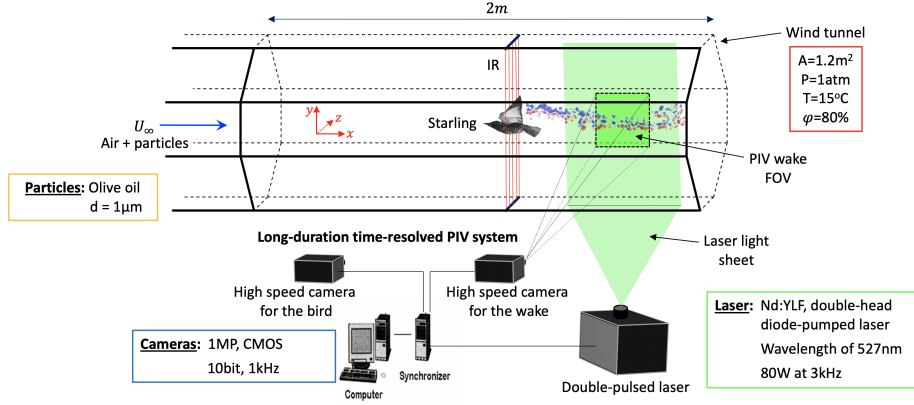 2m
Wind tunnel
IR
A=1.2m²
P=1atm
T=15°C
φ=80%
y
z
x
U∞
Air + particles
Starling
PIV wake
FOV
Particles: Olive oil
d = 1μm
Long-duration time-resolved PIV system
Laser light
sheet
High speed camera
for the bird
High speed camera
for the wake
Laser: Nd:YLF, double-head
diode-pumped laser
Wavelength of 527nm
80W at 3kHz
Cameras: 1MP, CMOS
10bit, 1kHz
Synchronizer
Computer
Double-pulsed laser